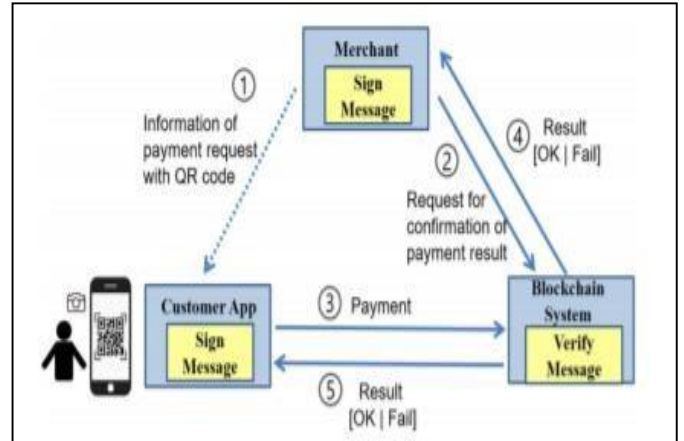 Merchant
Sign
Message
①
Information of
payment request
with QR code
②
Request for
confirmation of
payment result
④ Result
[OK | Fail]
Customer App
Sign
Message
③ Payment
Blockchain
System
Verify
Message
⑤ Result
[OK | Fail]